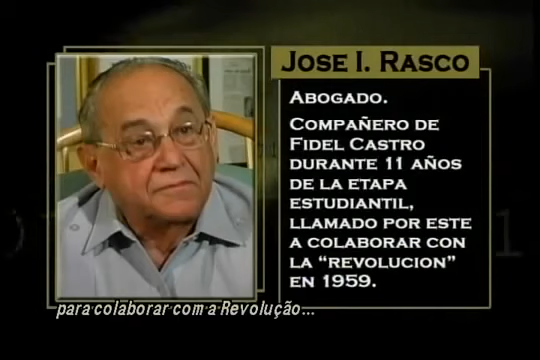 JOSE I. RASCO
ABOGADO.
COMPAÑERO DE
FIDEL CASTRO
DURANTE 11 AÑOS
DE LA ETAPA
ESTUDIANTIL,
LLAMADO POR ESTE
A COLABORAR CON
LA “REVOLUCION”
EN 1959.
para colaborar com a Revolução...